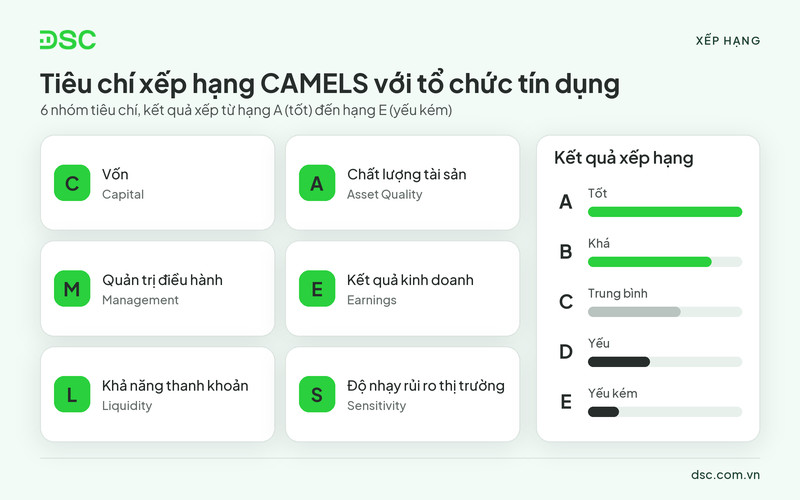 DSC
XẾP HẠNG
Tiêu chí xếp hạng CAMELS với tổ chức tín dụng
6 nhóm tiêu chí, kết quả xếp từ hạng A (tốt) đến hạng E (yếu kém)
C
Vốn
Capital
A
Chất lượng tài sản
Asset Quality
M
Quản trị điều hành
Management
E
Kết quả kinh doanh
Earnings
L
Khả năng thanh khoản
Liquidity
S
Độ nhạy rủi ro thị trường
Sensitivity
Kết quả xếp hạng
A
Tốt
B
Khá
C
Trung bình
D
Yếu
E
Yếu kém
dsc.com.vn